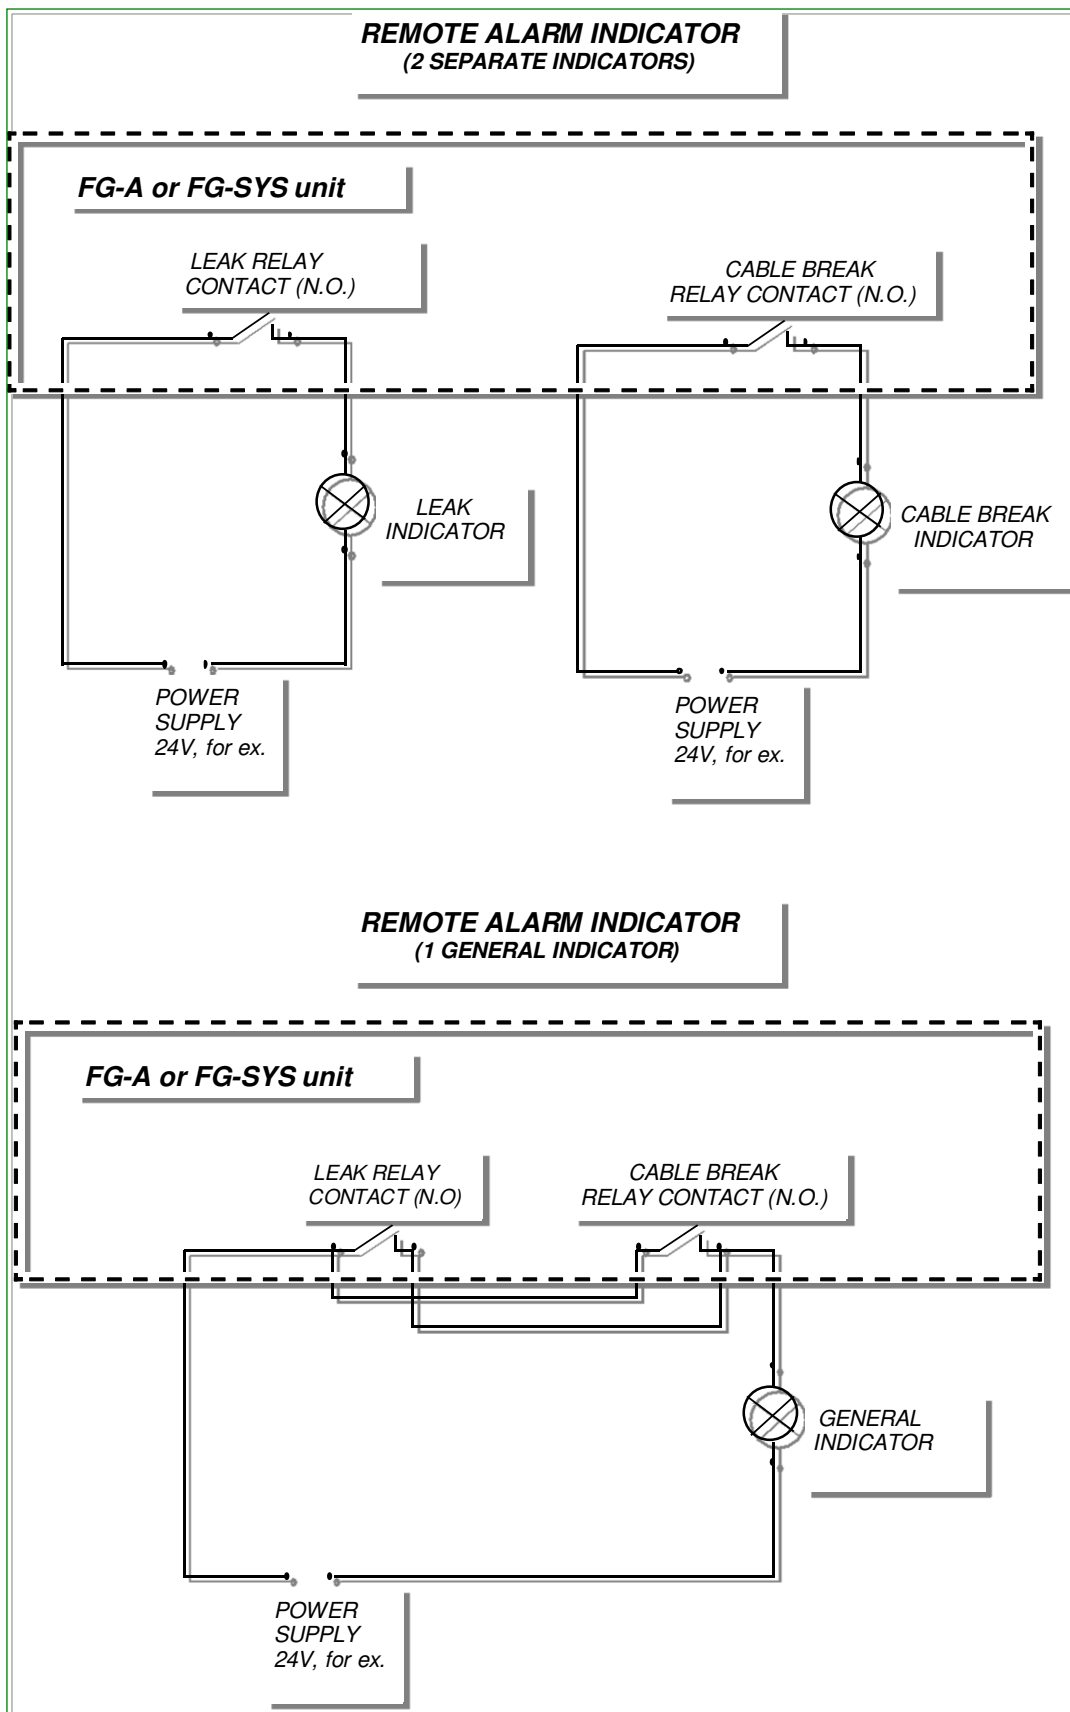 REMOTE ALARM INDICATOR
(2 SEPARATE INDICATORS)
FG-A or FG-SYS unit
LEAK RELAY
CONTACT (N.O.)
CABLE BREAK
RELAY CONTACT (N.O.)
LEAK
INDICATOR
CABLE BREAK
INDICATOR
POWER
SUPPLY
24V, for ex.
POWER
SUPPLY
24V, for ex.
REMOTE ALARM INDICATOR
(1 GENERAL INDICATOR)
FG-A or FG-SYS unit
LEAK RELAY
CONTACT (N.O)
CABLE BREAK
RELAY CONTACT (N.O.)
GENERAL
INDICATOR
POWER
SUPPLY
24V, for ex.